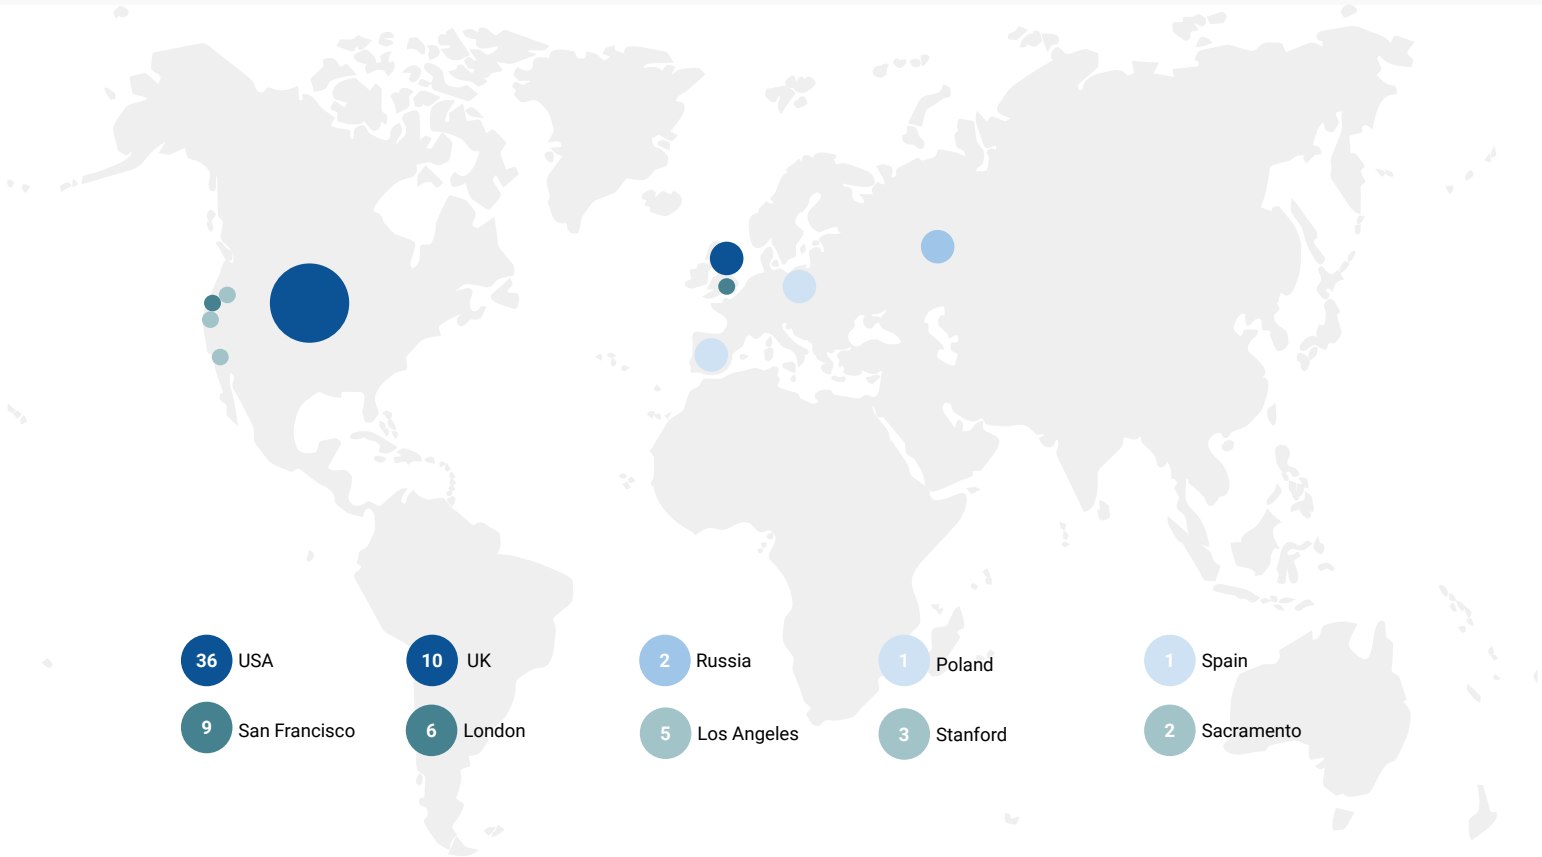 36 USA
10 UK
2 Russia
1 Poland
1 Spain
9 San Francisco
6 London
5 Los Angeles
3 Stanford
2 Sacramento